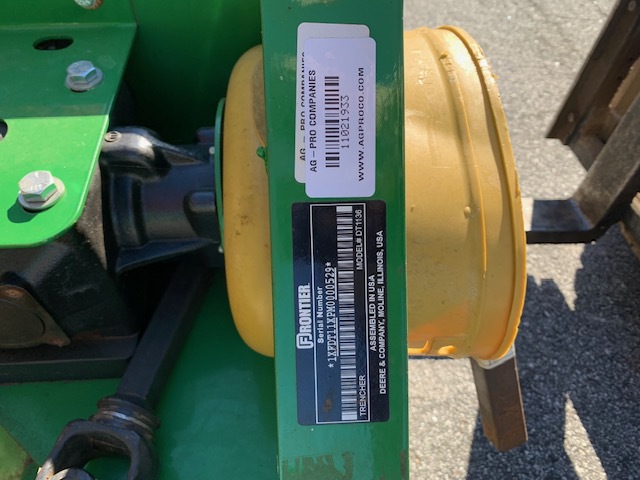 AG - PRO COMPANIES
AG - PRO COMPANIES
11021933
WWW.AGPROCO.COM
FRONTIER
Serial Number
*1XFDT11XPM0000529*
TRENCHER
MODEL# DT1136
ASSEMBLED IN USA
DEERE & COMPANY, MOLINE, ILLINOIS, USA